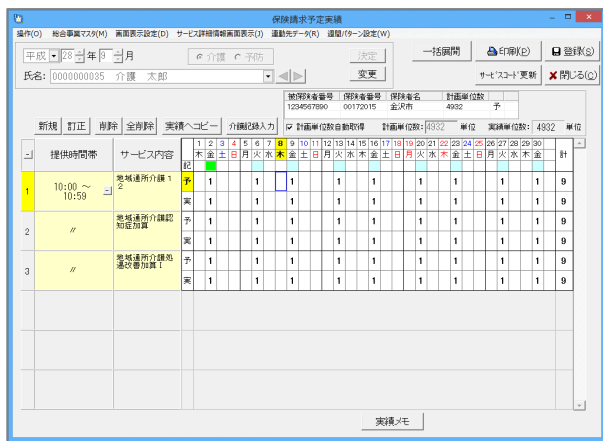 保険請求予定実績
操作(O) 総合事業マスタ(M) 画面表示設定(D) サービス詳細情報画面表示(J) 連動先データ(R) 週間パターン設定(W)
平成 28 年 9 月 介護 予防 決定 一括展開 印刷(P) 登録(S)
氏名: 0000000035 介護 太郎 変更 サービスコード更新 閉じる(C)
被保険者番号 保険者番号 保険者名 計画単位数
1234567890 00172015 金沢市 4932 予
新規 訂正 削除 全削除 実績へコピー 介護記録入力 計画単位数自動取得 計画単位数: 4932 単位 実績単位数: 4932 単位
1 2 3 4 5 6 7 8 9 10 11 12 13 14 15 16 17 18 19 20 21 22 23 24 25 26 27 28 29 30
提供時間帯 サービス内容 木 金 土 日 月 火 水 木 金 土 日 月 火 水 木 金 土 日 月 火 水 木 金 土 日 月 火 水 木 金 計
記
1 10:00 ～ 10:59 地域通所介護12 予 1 1 1 1 1 1 1 1 1 9
実 1 1 1 1 1 1 1 1 1 9
2 〃 地域通所介護認知症加算 予 1 1 1 1 1 1 1 1 1 9
実 1 1 1 1 1 1 1 1 1 9
3 〃 地域通所介護処遇改善加算Ⅰ 予 1 1 1 1 1 1 1 1 1 9
実 1 1 1 1 1 1 1 1 1 9
実績メモ